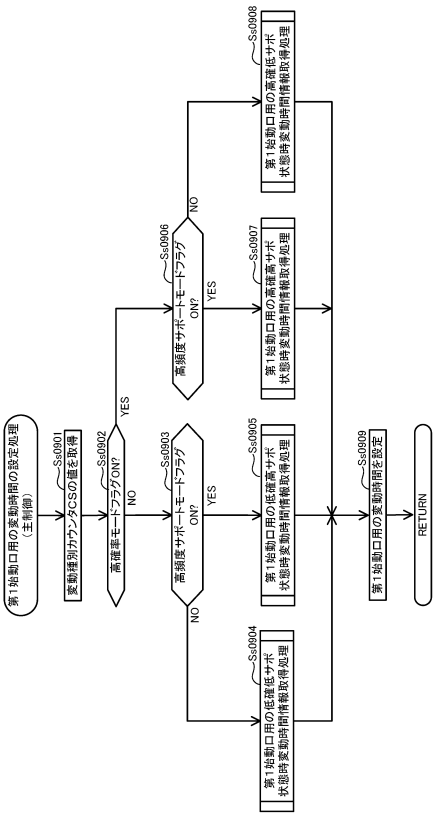 第1始動口用の変動時間の設定処理
（主制御）
Ss0901
変動種別カウンタCSの値を取得
Ss0902
高確率モードフラグON?
YES
NO
Ss0903
高頻度サポートモードフラグ
ON?
NO
YES
Ss0906
高頻度サポートモードフラグ
ON?
NO
YES
Ss0904
第1始動口用の低確低サポ
状態時変動時間情報取得処理
Ss0905
第1始動口用の低確高サポ
状態時変動時間情報取得処理
Ss0907
第1始動口用の高確高サポ
状態時変動時間情報取得処理
Ss0908
第1始動口用の高確低サポ
状態時変動時間情報取得処理
Ss0909
第1始動口用の変動時間を設定
RETURN